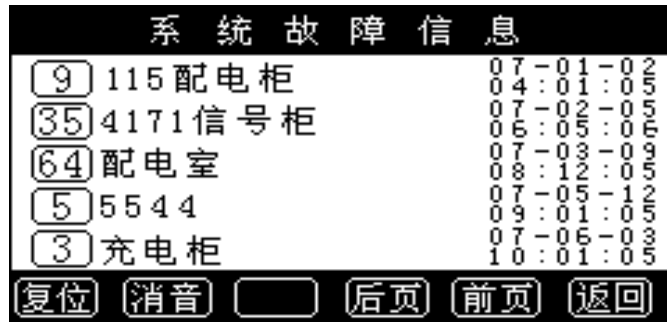 系统故障信息
9 115配电柜 07-01-02
04:01:05
35 4171信号柜 07-02-05
06:05:06
64 配电室 07-03-09
08:12:05
5 5544 07-05-12
09:01:05
3 充电柜 07-06-03
10:01:05
复位 消音 后页 前页 返回